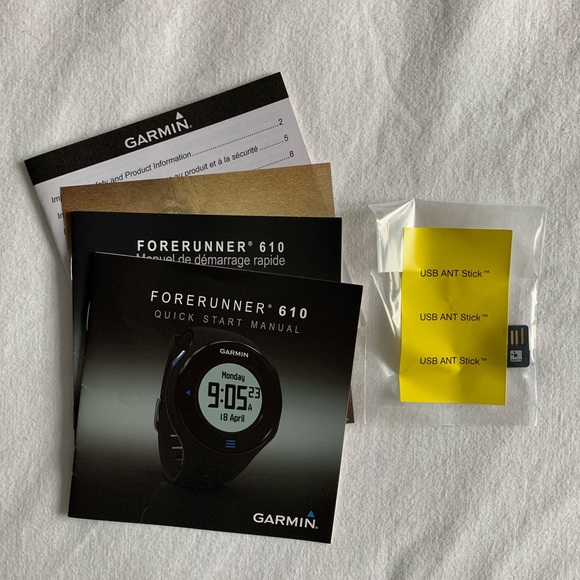 GARMIN
ety and Product Information 2
au produit et à la sécurité 5
8
FORERUNNER® 610
Manuel de démarrage rapide
FORERUNNER® 610
QUICK START MANUAL
GARMIN
Monday
9:05 23 A
18 April
GARMIN
USB ANT Stick™
USB ANT Stick™
USB ANT Stick™